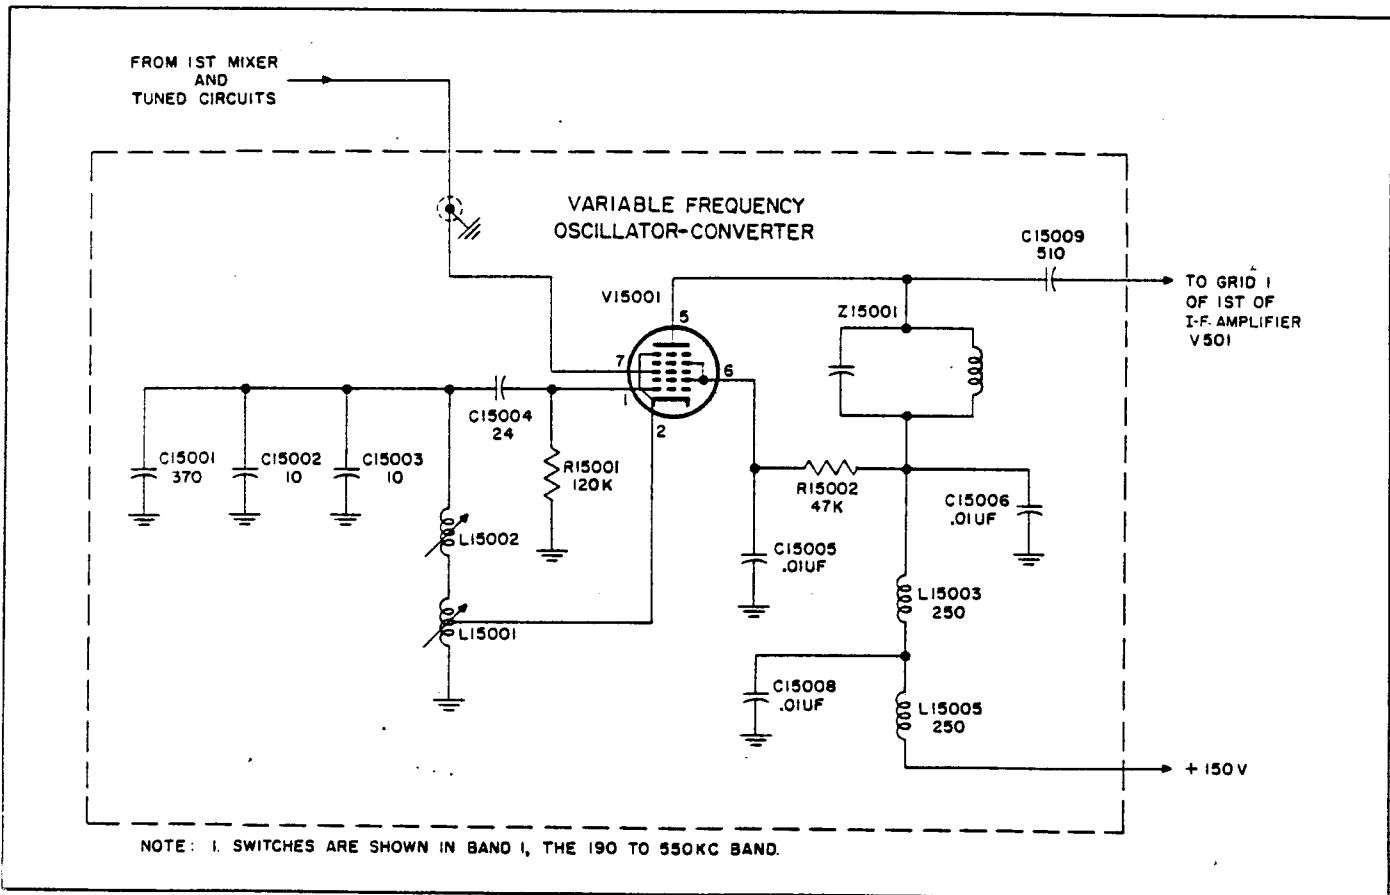 FROM 1ST MIXER
AND
TUNED CIRCUITS
VARIABLE FREQUENCY
OSCILLATOR-CONVERTER
C15009
510
TO GRID 1
OF 1ST OF
I-F. AMPLIFIER
V501
V15001
5
Z15001
7
6
1
2
C15004
24
C15001
370
C15002
10
C15003
10
R15001
120K
R15002
47K
C15006
.01UF
L15002
C15005
.01UF
L15003
250
L15001
C15008
.01UF
L15005
250
+150V
NOTE: 1. SWITCHES ARE SHOWN IN BAND 1, THE 190 TO 550KC BAND.